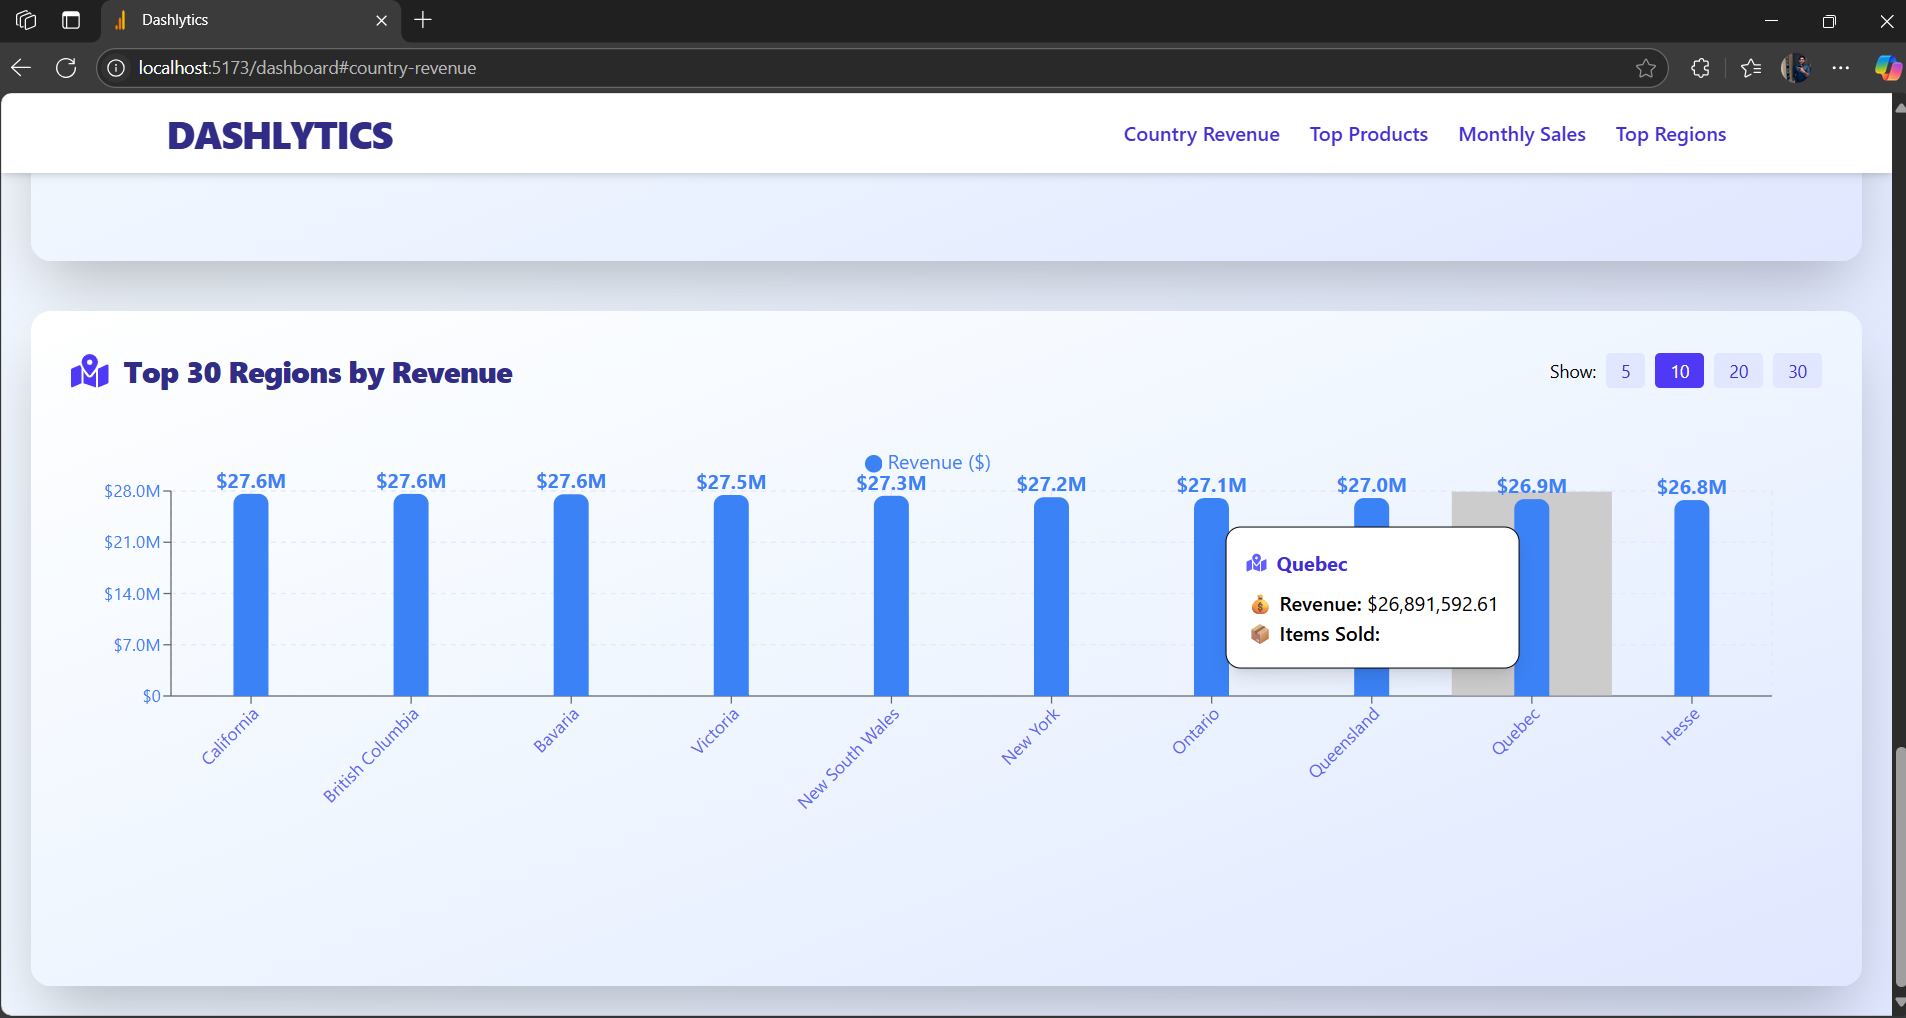 Dashlytics
localhost:5173/dashboard#country-revenue
DASHLYTICS
Country Revenue
Top Products
Monthly Sales
Top Regions
Top 30 Regions by Revenue
Show: 5 10 20 30
Revenue ($)
$27.6M $27.6M $27.6M $27.5M $27.3M $27.2M $27.1M $27.0M $26.9M $26.8M
$28.0M
$21.0M
$14.0M
$7.0M
$0
Quebec
Revenue: $26,891,592.61
Items Sold:
California
British Columbia
Bavaria
Victoria
New South Wales
New York
Ontario
Queensland
Quebec
Hesse